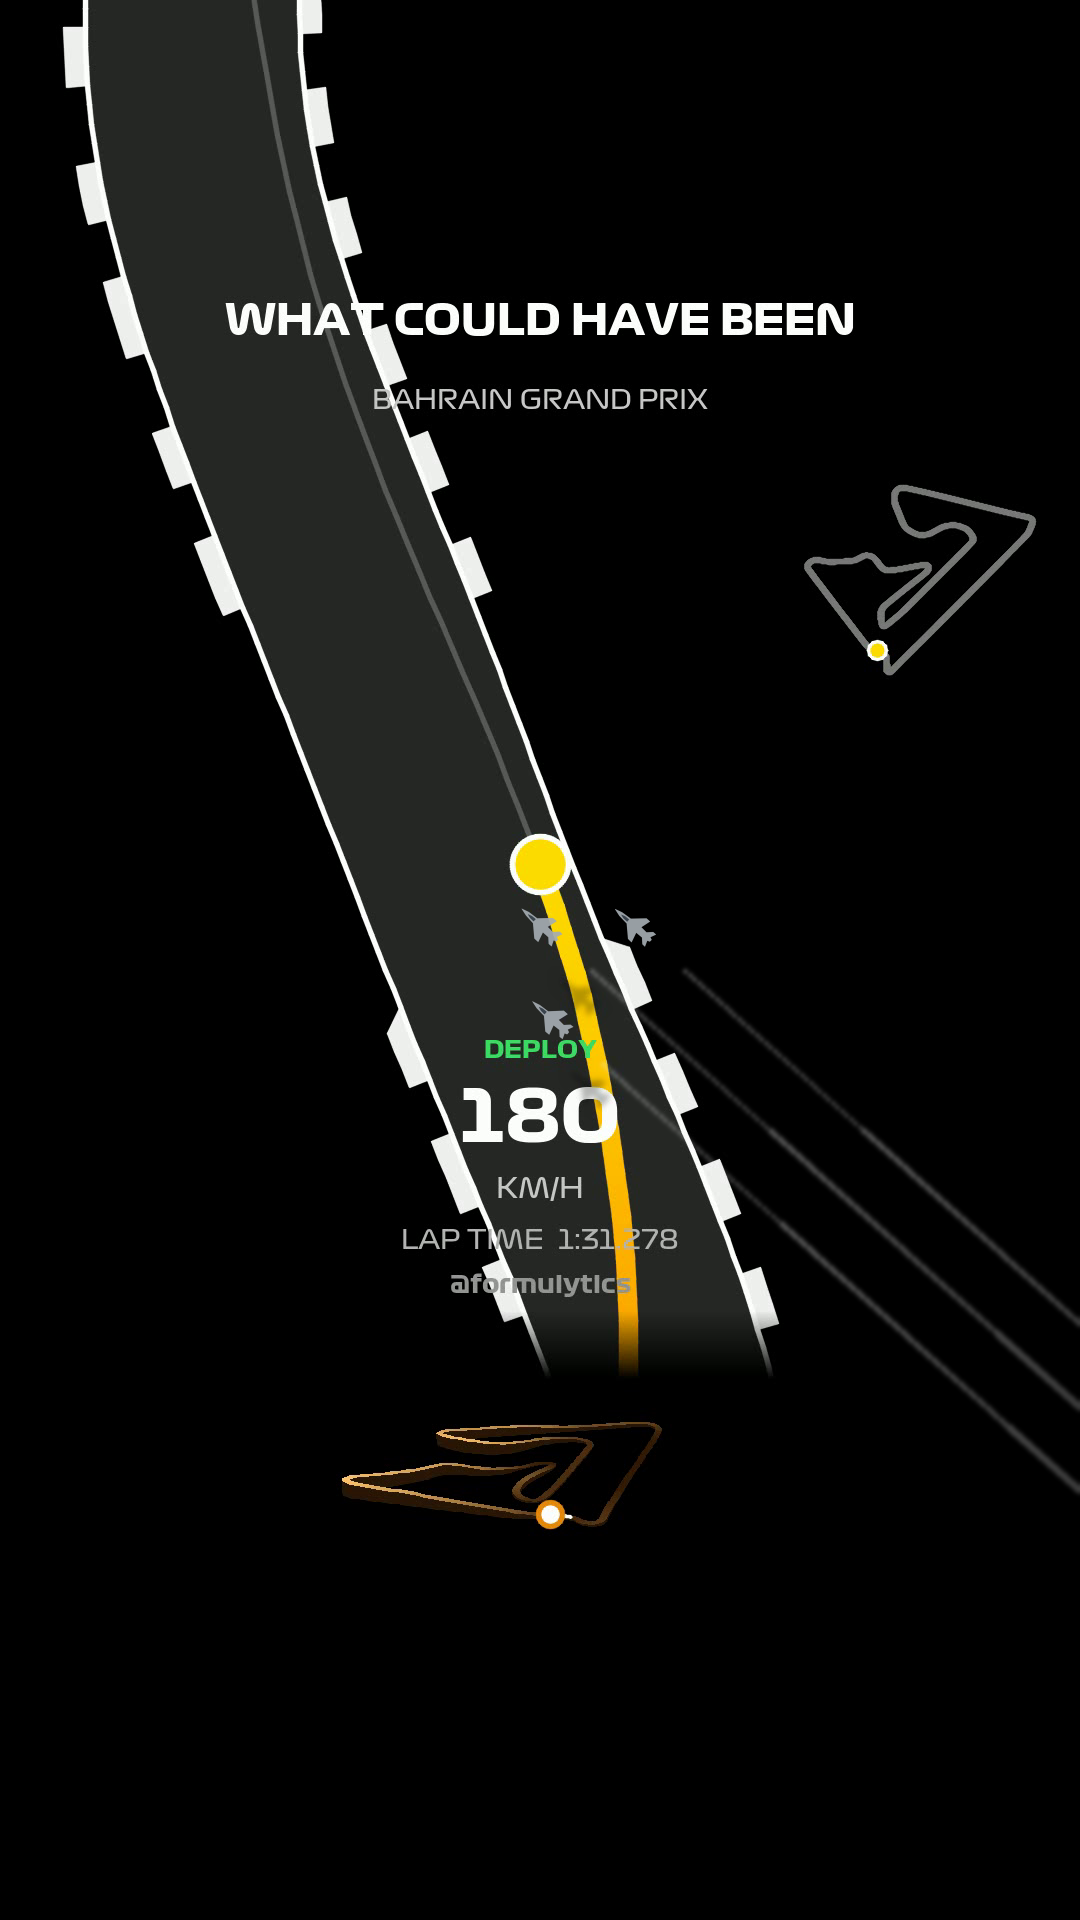 WHAT COULD HAVE BEEN
BAHRAIN GRAND PRIX
DEPLOY
180
KM/H
LAP TIME 1:31.278
@formulytics